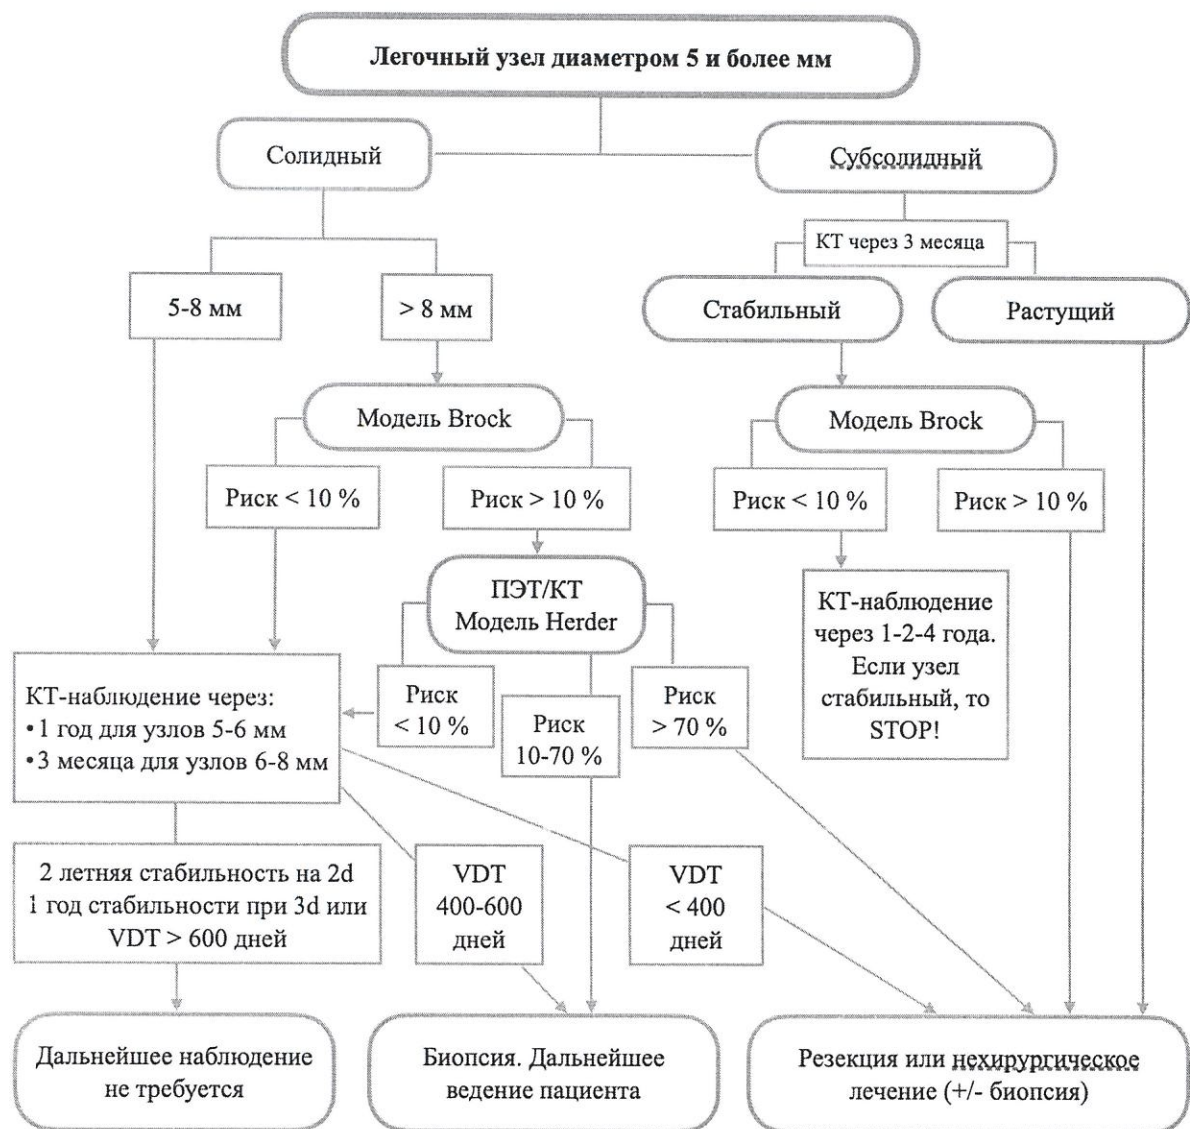 Легочный узел диаметром 5 и более мм
Солидный
Субсолидный
КТ через 3 месяца
5-8 мм
> 8 мм
Стабильный
Растущий
Модель Brock
Модель Brock
Риск < 10 %
Риск > 10 %
Риск < 10 %
Риск > 10 %
ПЭТ/КТ
Модель Herder
КТ-наблюдение
через 1-2-4 года.
Если узел
стабильный, то
STOP!
КТ-наблюдение через:
•1 год для узлов 5-6 мм
•3 месяца для узлов 6-8 мм
Риск
< 10 %
Риск
10-70 %
Риск
> 70 %
2 летняя стабильность на 2d
1 год стабильности при 3d или
VDT > 600 дней
VDT
400-600
дней
VDT
< 400
дней
Дальнейшее наблюдение
не требуется
Биопсия. Дальнейшее
ведение пациента
Резекция или нехирургическое
лечение (+/- биопсия)